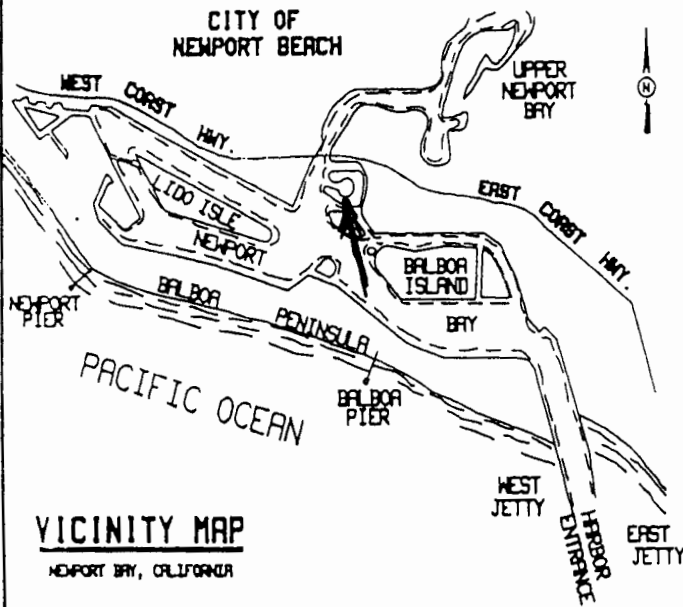 CITY OF
NEWPORT BEACH
WEST COAST HWY.
UPPER
NEWPORT
BAY
N
LIDO ISLE
EAST COAST HWY.
NEWPORT
BALBOA
ISLAND
BAY
NEWPORT
PIER
BALBOA
PENINSULA
PACIFIC OCEAN
BALBOA
PIER
WEST
JETTY
HARBOR
ENTRANCE
EAST
JETTY
VICINITY MAP
NEWPORT BAY, CALIFORNIA